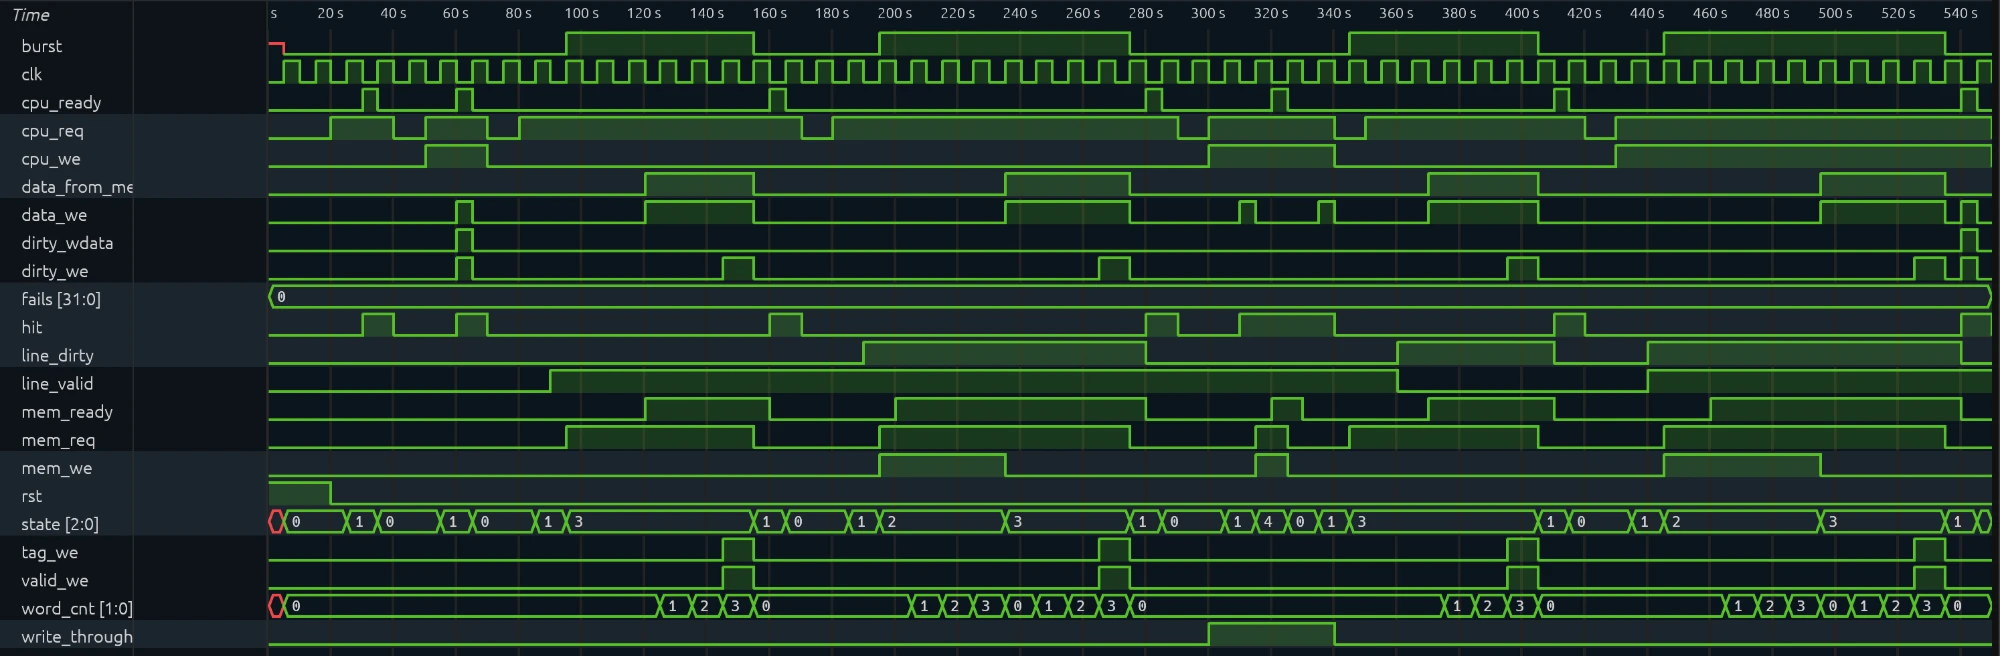 Time s 20 s 40 s 60 s 80 s 100 s 120 s 140 s 160 s 180 s 200 s 220 s 240 s 260 s 280 s 300 s 320 s 340 s 360 s 380 s 400 s 420 s 440 s 460 s 480 s 500 s 520 s 540 s
burst
clk
cpu_ready
cpu_req
cpu_we
data_from_me
data_we
dirty_wdata
dirty_we
fails [31:0] 0
hit
line_dirty
line_valid
mem_ready
mem_req
mem_we
rst
state [2:0] 0 1 0 1 0 1 3 1 0 1 2 3 1 0 1 4 0 1 3 1 0 1 2 3 1
tag_we
valid_we
word_cnt [1:0] 0 1 2 3 0 1 2 3 0 1 2 3 0 1 2 3 0 1 2 3 0 1 2 3 0
write_through